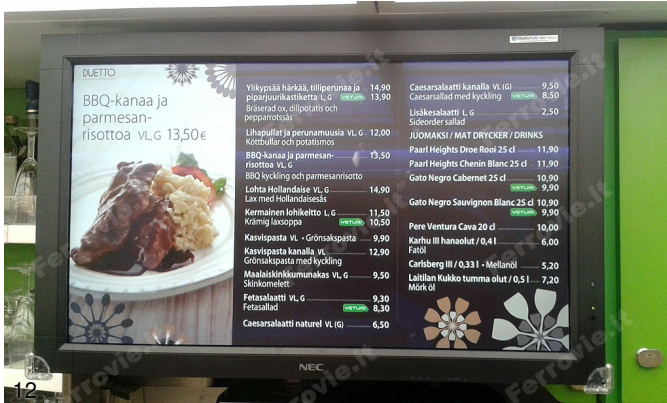 DUETTO
BBQ-kanaa ja
parmesan-
risottoa VL, G 13,50 €
Ylikypsää härkää, tilliperunaa ja 14,90
piparjuurikastiketta L, G VETURI 13,90
Bräserad ox, dillpotatis och
pepparrotssås
Lihapullat ja perunamuusia VL, G 12,00
Köttbullar och potatismos
BBQ-kanaa ja parmesan- 13,50
risottoa VL, G
BBQ kyckling och parmesanrisotto
Lohta Hollandaise VL, G 14,90
Lax med Hollandaisesås
Kermainen lohikeitto L, G 11,50
Krämig laxsoppa VETURI 10,50
Kasvispasta VL • Grönsakspasta 9,90
Kasvispasta kanalla VL 12,90
Grönsakspasta med kyckling
Maalaiskinkkumunakas VL, G 9,50
Skinkomelett
Fetasalaatti VL, G 9,30
Fetasallad VETURI 8,30
Caesarsalaatti naturel VL (G) 6,50
Caesarsalaatti kanalla VL (G) 9,50
Caesarsallad med kyckling VETURI 8,50
Lisäkesalaatti L, G 2,50
Sideorder sallad
JUOMAKSI / MAT DRYCKER / DRINKS
Paarl Heights Droe Rooi 25 cl 11,90
Paarl Heights Chenin Blanc 25 cl 11,90
Gato Negro Cabernet 25 cl 10,90
VETURI 9,90
Gato Negro Sauvignon Blanc 25 cl 10,90
VETURI 9,90
Pere Ventura Cava 20 cl 10,00
Karhu III hanaolut / 0,4 l 6,00
Fatöl
Carlsberg III / 0,33 l • Mellanöl 5,20
Laitilan Kukko tumma olut / 0,5 l 7,20
Mörk öl
NEC
12
Ferrovie.it